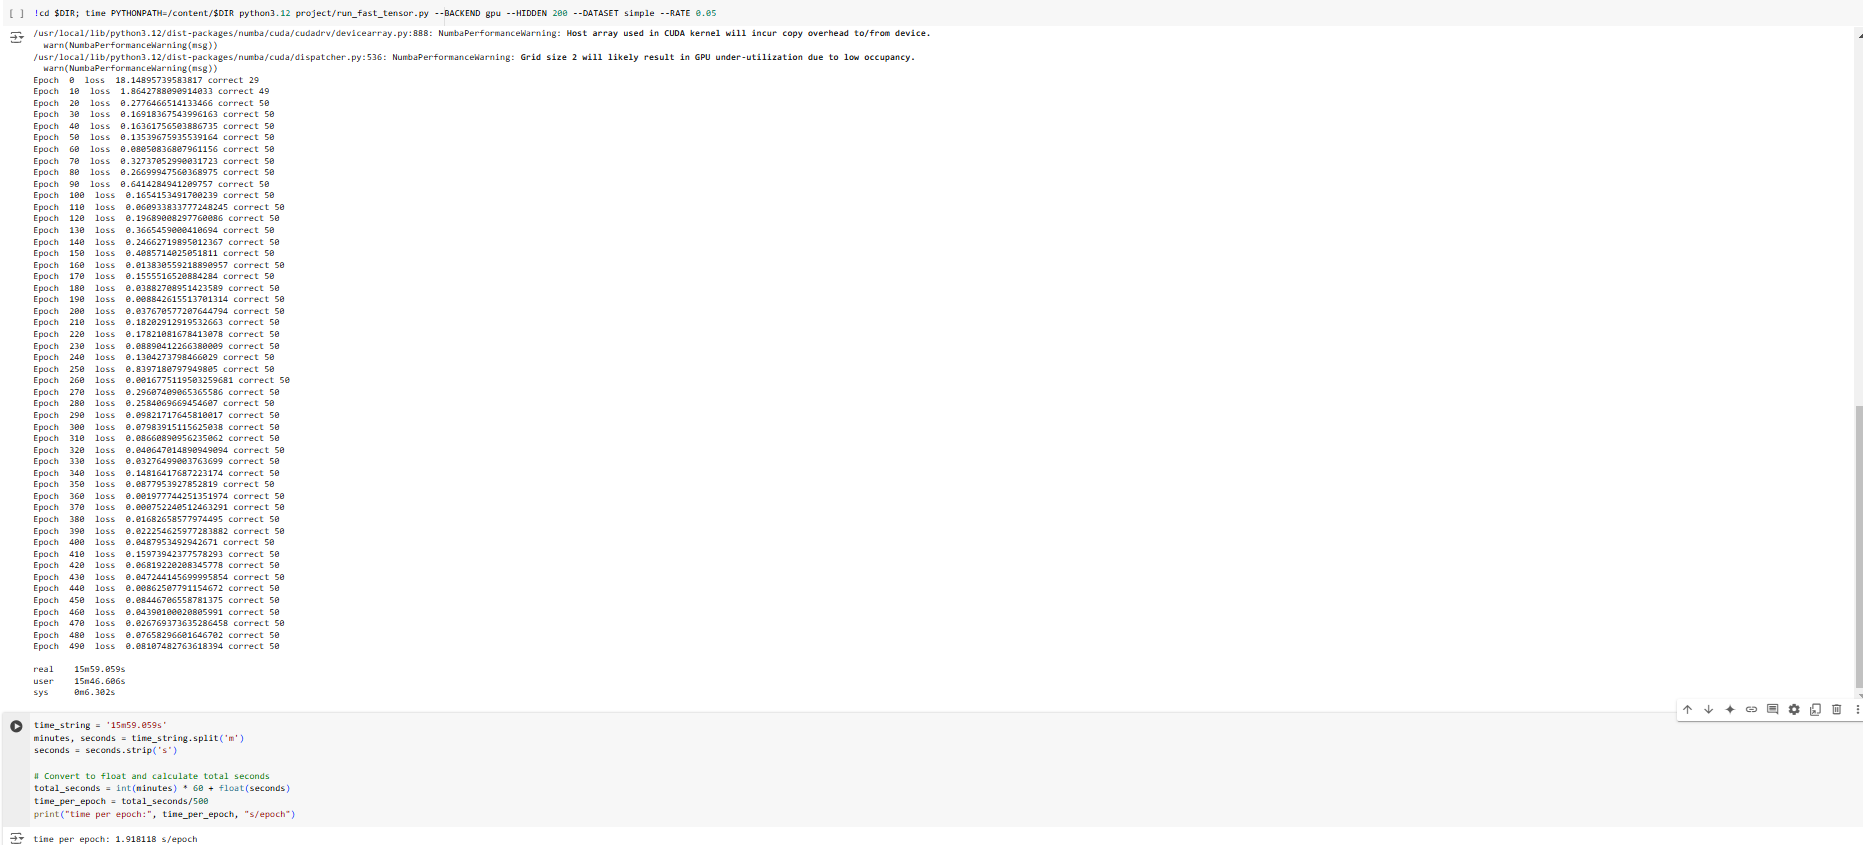 [ ] !cd $DIR; time PYTHONPATH=/content/$DIR python3.12 project/run_fast_tensor.py --BACKEND gpu --HIDDEN 200 --DATASET simple --RATE 0.05
/usr/local/lib/python3.12/dist-packages/numba/cuda/cudadrv/devicearray.py:888: NumbaPerformanceWarning: Host array used in CUDA kernel will incur copy overhead to/from device.
warn(NumbaPerformanceWarning(msg))
/usr/local/lib/python3.12/dist-packages/numba/cuda/dispatcher.py:536: NumbaPerformanceWarning: Grid size 2 will likely result in GPU under-utilization due to low occupancy.
warn(NumbaPerformanceWarning(msg))
Epoch 0 loss 18.14895739583817 correct 29
Epoch 10 loss 1.8642788090914033 correct 49
Epoch 20 loss 0.2776466514133466 correct 50
Epoch 30 loss 0.16918367543996163 correct 50
Epoch 40 loss 0.16361756503886735 correct 50
Epoch 50 loss 0.13539675935539164 correct 50
Epoch 60 loss 0.08050836807961156 correct 50
Epoch 70 loss 0.32737052990031723 correct 50
Epoch 80 loss 0.26699947560368975 correct 50
Epoch 90 loss 0.6414284941209757 correct 50
Epoch 100 loss 0.1654153491700239 correct 50
Epoch 110 loss 0.060933833777248245 correct 50
Epoch 120 loss 0.19689008297760086 correct 50
Epoch 130 loss 0.3665459000410694 correct 50
Epoch 140 loss 0.24662719895012367 correct 50
Epoch 150 loss 0.4085714025051811 correct 50
Epoch 160 loss 0.013830559218890957 correct 50
Epoch 170 loss 0.1555516520884284 correct 50
Epoch 180 loss 0.03882708951423589 correct 50
Epoch 190 loss 0.008842615513701314 correct 50
Epoch 200 loss 0.037670577207644794 correct 50
Epoch 210 loss 0.18202912919532663 correct 50
Epoch 220 loss 0.17821081678413078 correct 50
Epoch 230 loss 0.08890412266380009 correct 50
Epoch 240 loss 0.1304273798466029 correct 50
Epoch 250 loss 0.8397180797949805 correct 50
Epoch 260 loss 0.0016775119503259681 correct 50
Epoch 270 loss 0.29607409065365586 correct 50
Epoch 280 loss 0.2584069669454607 correct 50
Epoch 290 loss 0.09821717645810017 correct 50
Epoch 300 loss 0.07983915115625038 correct 50
Epoch 310 loss 0.08660890956235062 correct 50
Epoch 320 loss 0.040647014890949094 correct 50
Epoch 330 loss 0.03276499003763699 correct 50
Epoch 340 loss 0.14816417687223174 correct 50
Epoch 350 loss 0.0877953927852819 correct 50
Epoch 360 loss 0.001977744251351974 correct 50
Epoch 370 loss 0.000752240512463291 correct 50
Epoch 380 loss 0.01682658577974495 correct 50
Epoch 390 loss 0.022254625977283882 correct 50
Epoch 400 loss 0.0487953492942671 correct 50
Epoch 410 loss 0.15973942377578293 correct 50
Epoch 420 loss 0.06819220208345778 correct 50
Epoch 430 loss 0.047244145699995854 correct 50
Epoch 440 loss 0.00862507791154672 correct 50
Epoch 450 loss 0.08446706558781375 correct 50
Epoch 460 loss 0.04390100020805991 correct 50
Epoch 470 loss 0.026769373635286458 correct 50
Epoch 480 loss 0.07658296601646702 correct 50
Epoch 490 loss 0.08107482763618394 correct 50
real 15m59.059s
user 15m46.606s
sys 0m6.302s
time_string = '15m59.059s'
minutes, seconds = time_string.split('m')
seconds = seconds.strip('s')
# Convert to float and calculate total seconds
total_seconds = int(minutes) * 60 + float(seconds)
time_per_epoch = total_seconds/500
print("time per epoch:", time_per_epoch, "s/epoch")
time per epoch: 1.918118 s/epoch